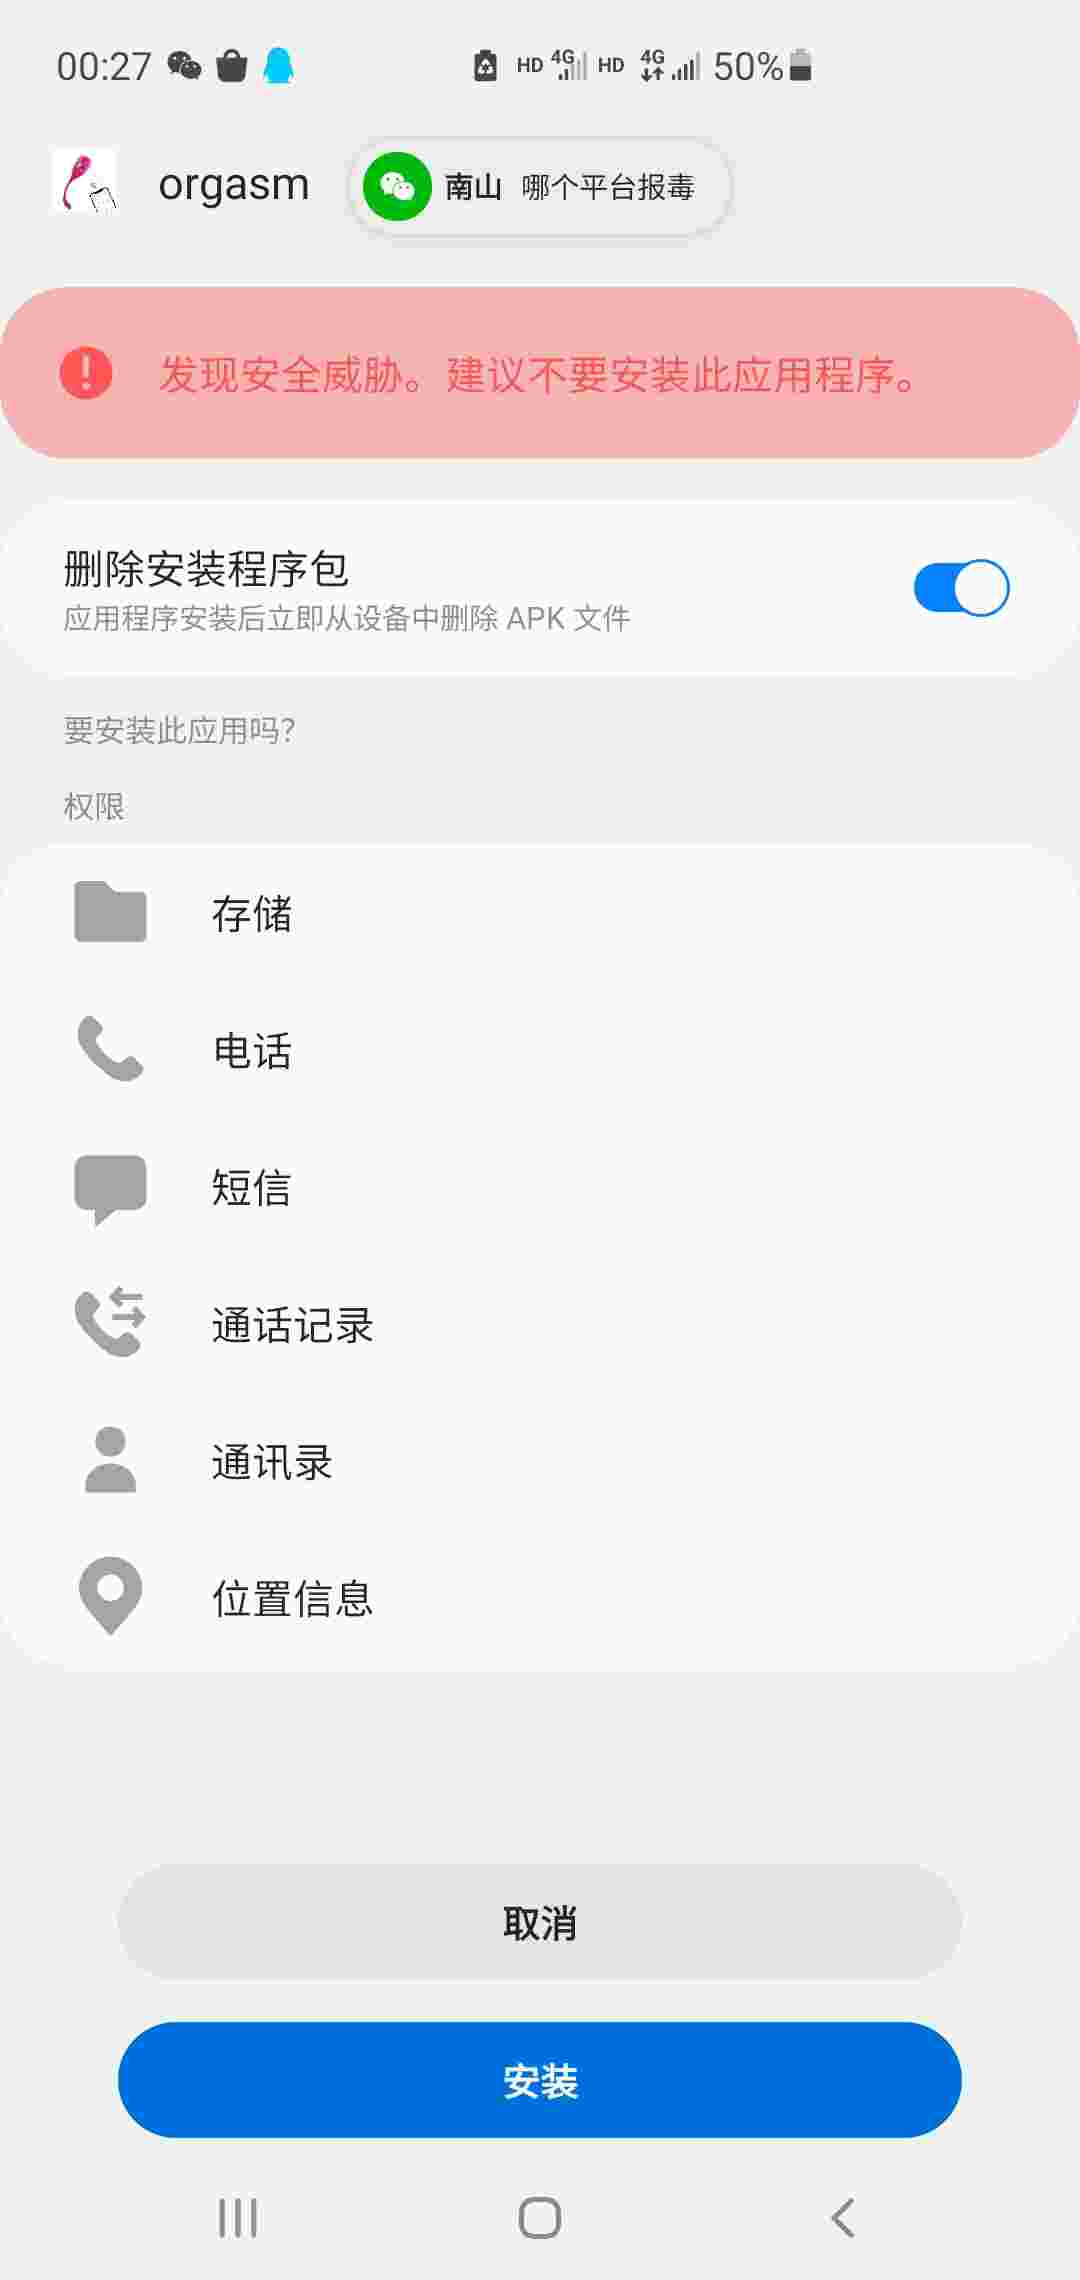 00:27 HD 4G HD 4G 50%
orgasm
南山 哪个平台报毒
发现安全威胁。建议不要安装此应用程序。
删除安装程序包
应用程序安装后立即从设备中删除 APK 文件
要安装此应用吗?
权限
存储
电话
短信
通话记录
通讯录
位置信息
取消
安装